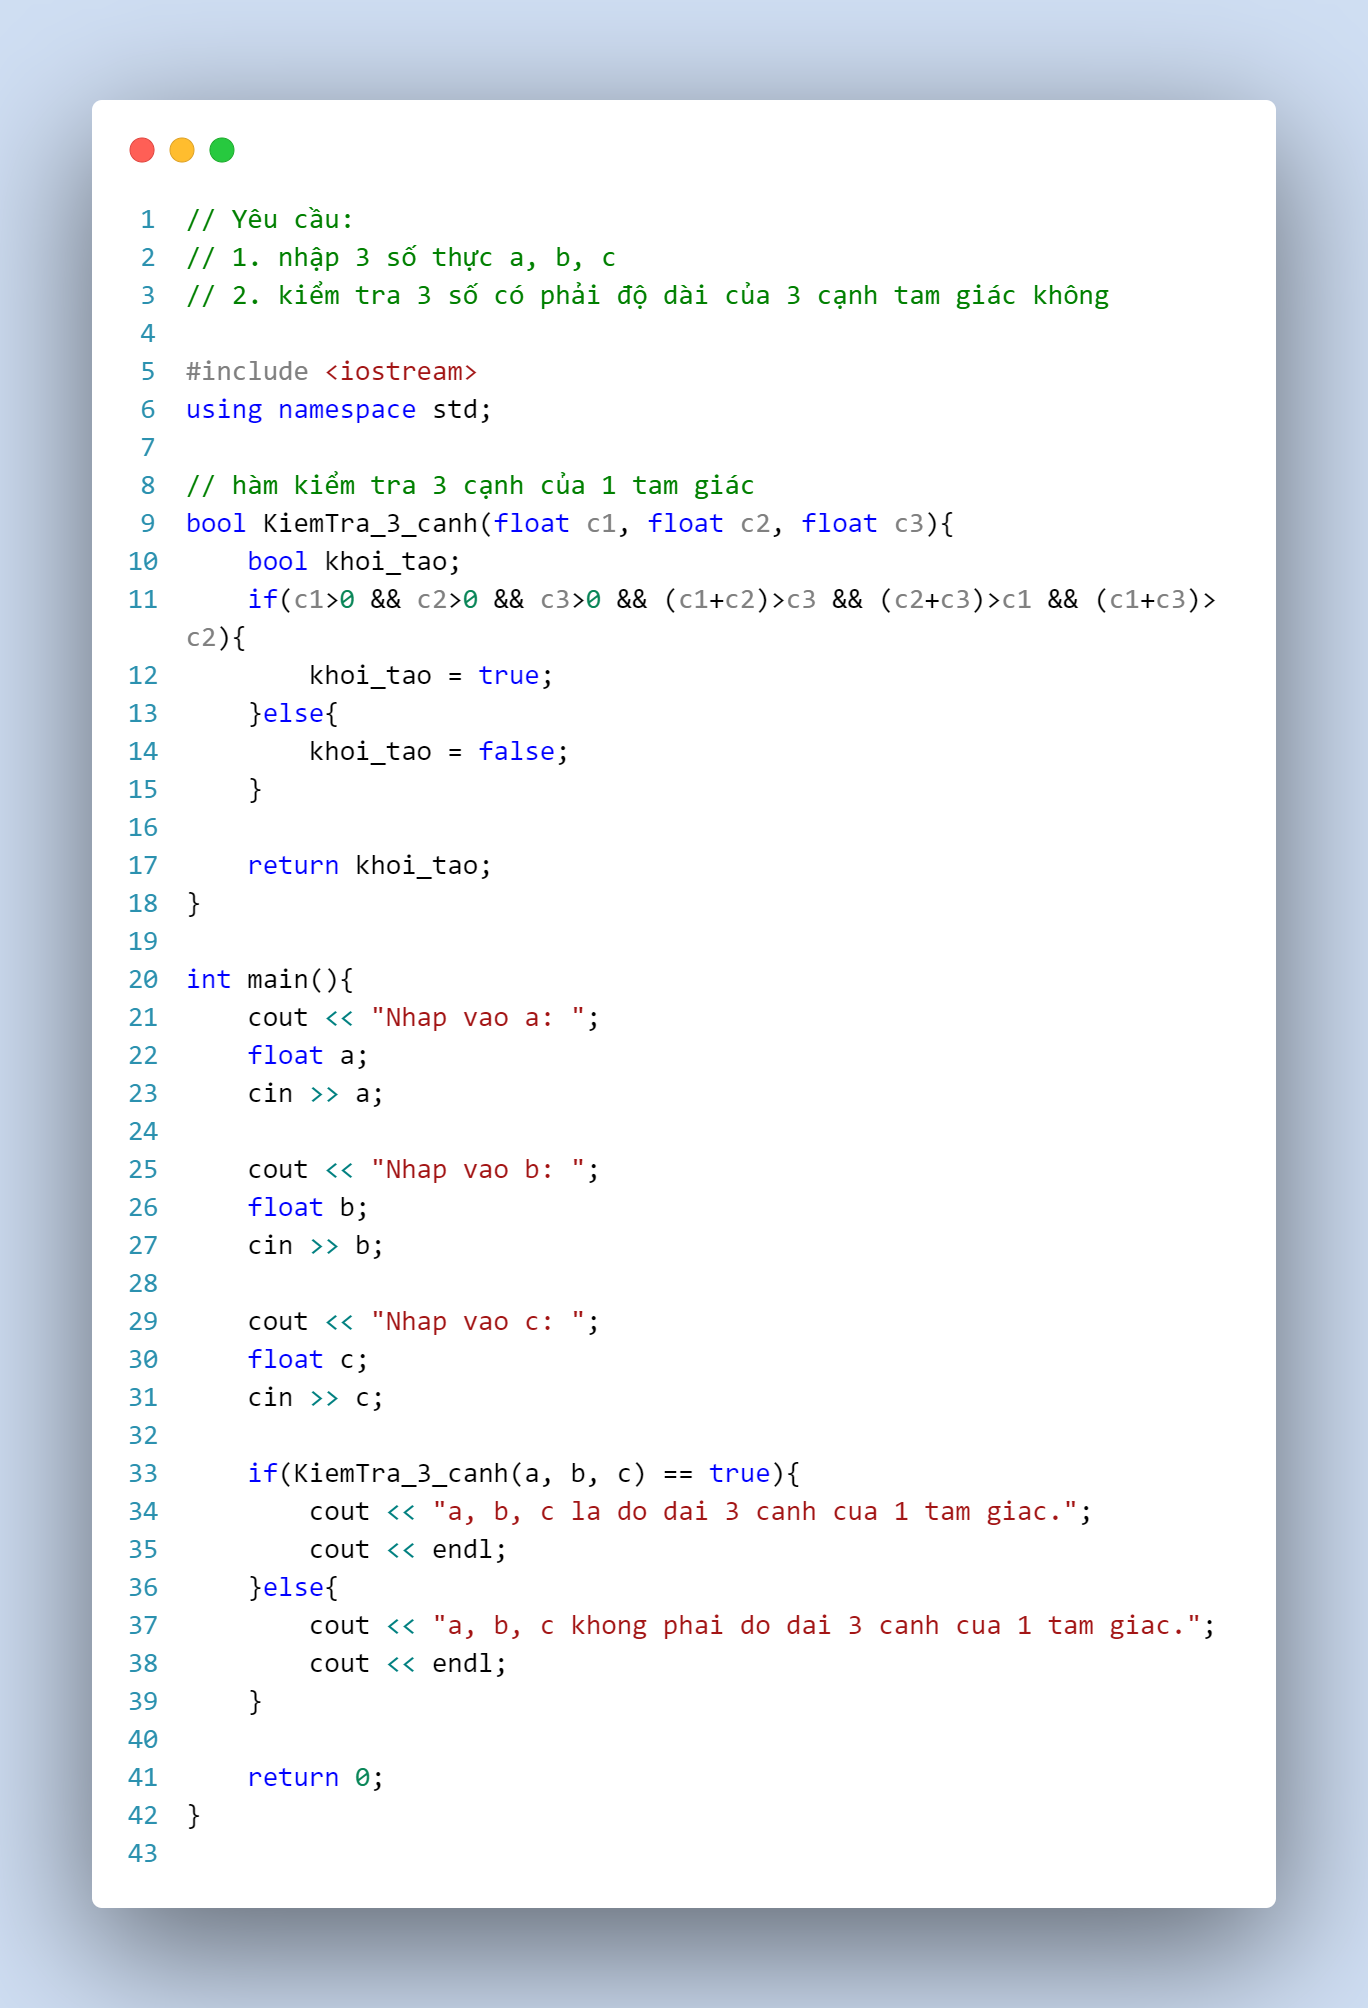 1 // Yêu cầu:
2 // 1. nhập 3 số thực a, b, c
3 // 2. kiểm tra 3 số có phải độ dài của 3 cạnh tam giác không
4
5 #include <iostream>
6 using namespace std;
7
8 // hàm kiểm tra 3 cạnh của 1 tam giác
9 bool KiemTra_3_canh(float c1, float c2, float c3){
10     bool khoi_tao;
11     if(c1>0 && c2>0 && c3>0 && (c1+c2)>c3 && (c2+c3)>c1 && (c1+c3)>
c2){
12         khoi_tao = true;
13     }else{
14         khoi_tao = false;
15     }
16
17     return khoi_tao;
18 }
19
20 int main(){
21     cout << "Nhap vao a: ";
22     float a;
23     cin >> a;
24
25     cout << "Nhap vao b: ";
26     float b;
27     cin >> b;
28
29     cout << "Nhap vao c: ";
30     float c;
31     cin >> c;
32
33     if(KiemTra_3_canh(a, b, c) == true){
34         cout << "a, b, c la do dai 3 canh cua 1 tam giac.";
35         cout << endl;
36     }else{
37         cout << "a, b, c khong phai do dai 3 canh cua 1 tam giac.";
38         cout << endl;
39     }
40
41     return 0;
42 }
43